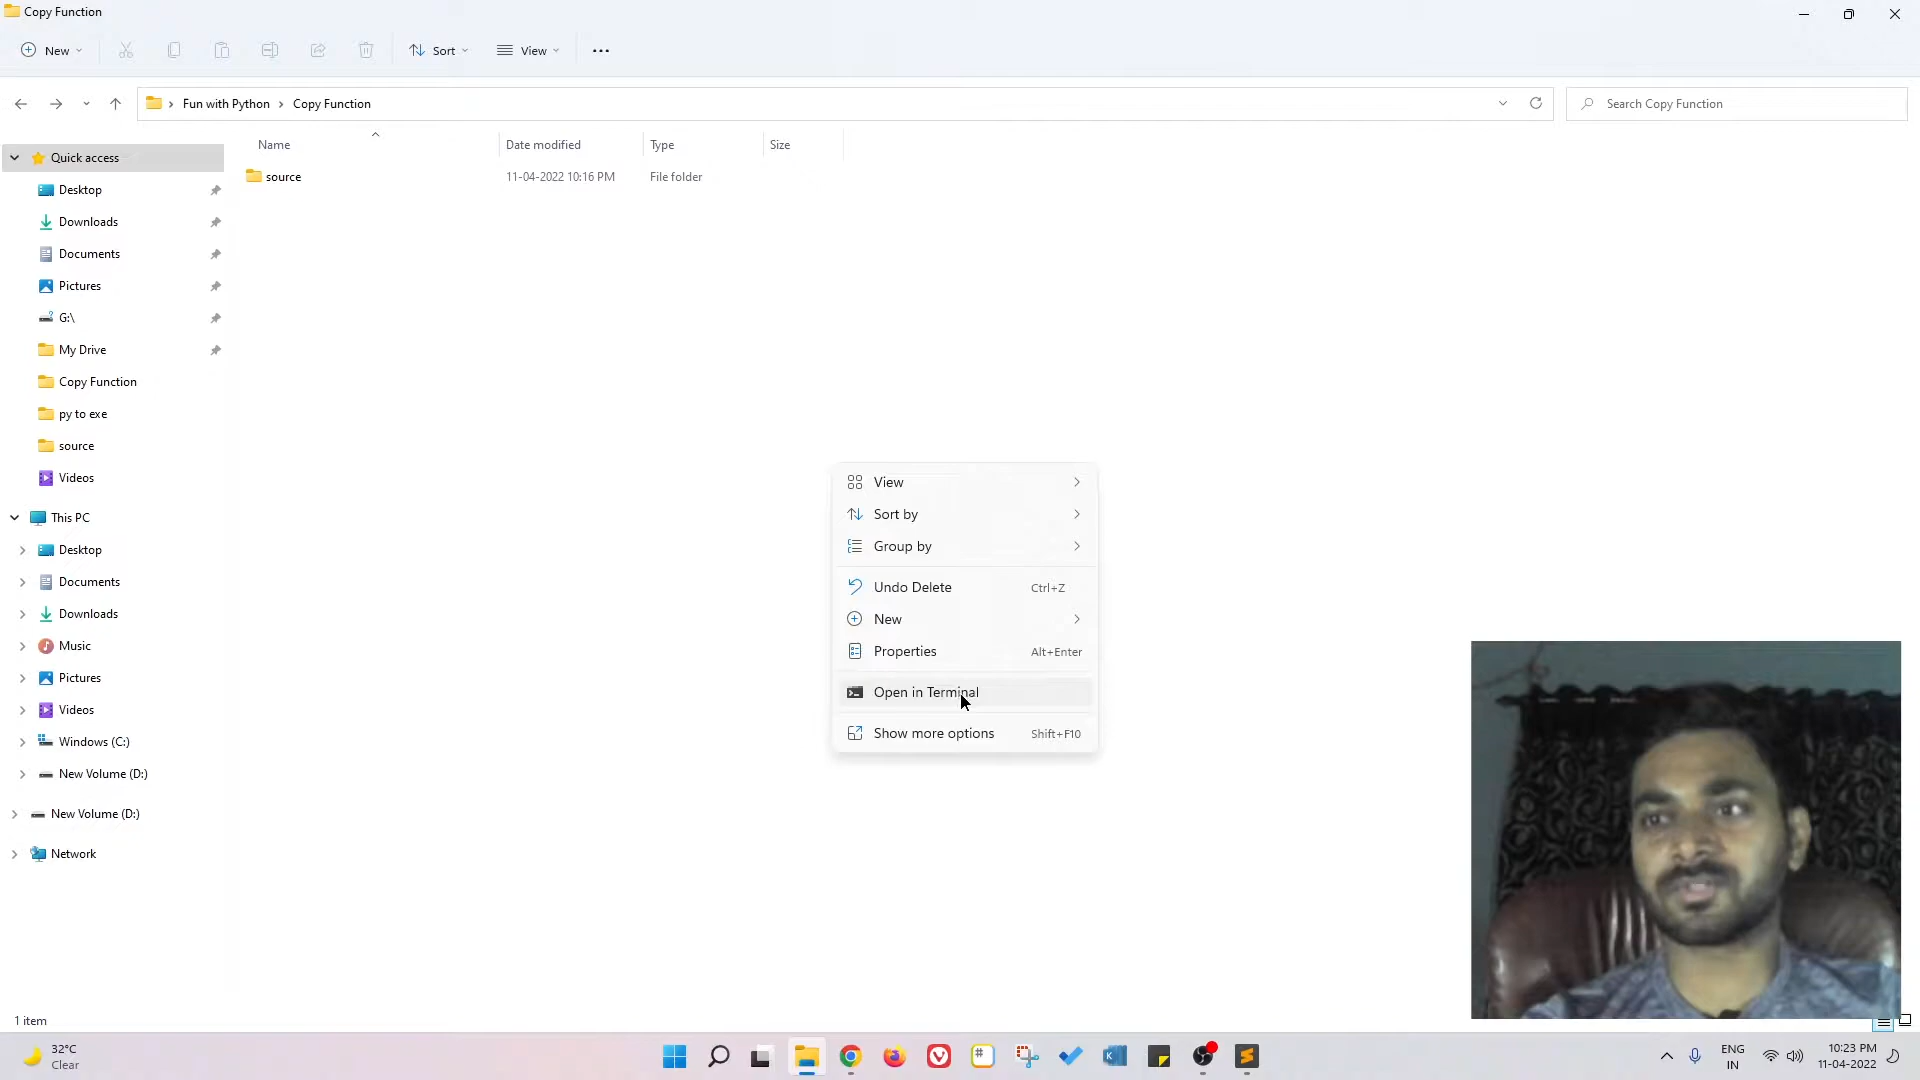 Copy Function
New
Sort
View
Fun with Python
Copy Function
Search Copy Function
Name
Date modified
Type
Size
Quick access
source
11-04-2022 10:16 PM
File folder
Desktop
Downloads
Documents
Pictures
G:\
My Drive
Copy Function
py to exe
source
Videos
This PC
Desktop
Documents
Downloads
Music
Pictures
Videos
Windows (C:)
New Volume (D:)
New Volume (D:)
Network
View
Sort by
Group by
Undo Delete Ctrl+Z
New
Properties Alt+Enter
Open in Terminal
Show more options Shift+F10
1 item
32°C
Clear
ENG
IN
10:23 PM
11-04-2022